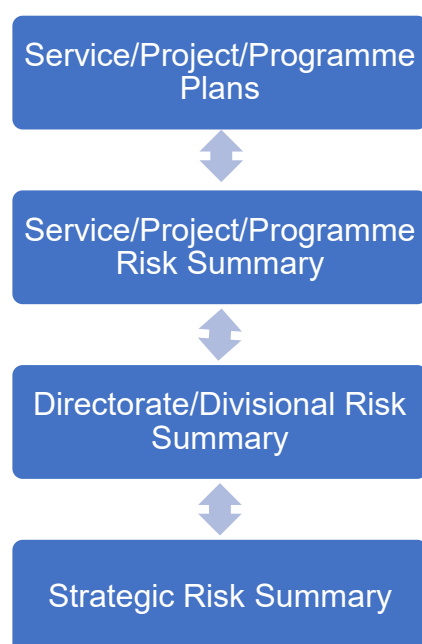 Service/Project/Programme
Plans
Service/Project/Programme
Risk Summary
Directorate/Divisional Risk
Summary
Strategic Risk Summary